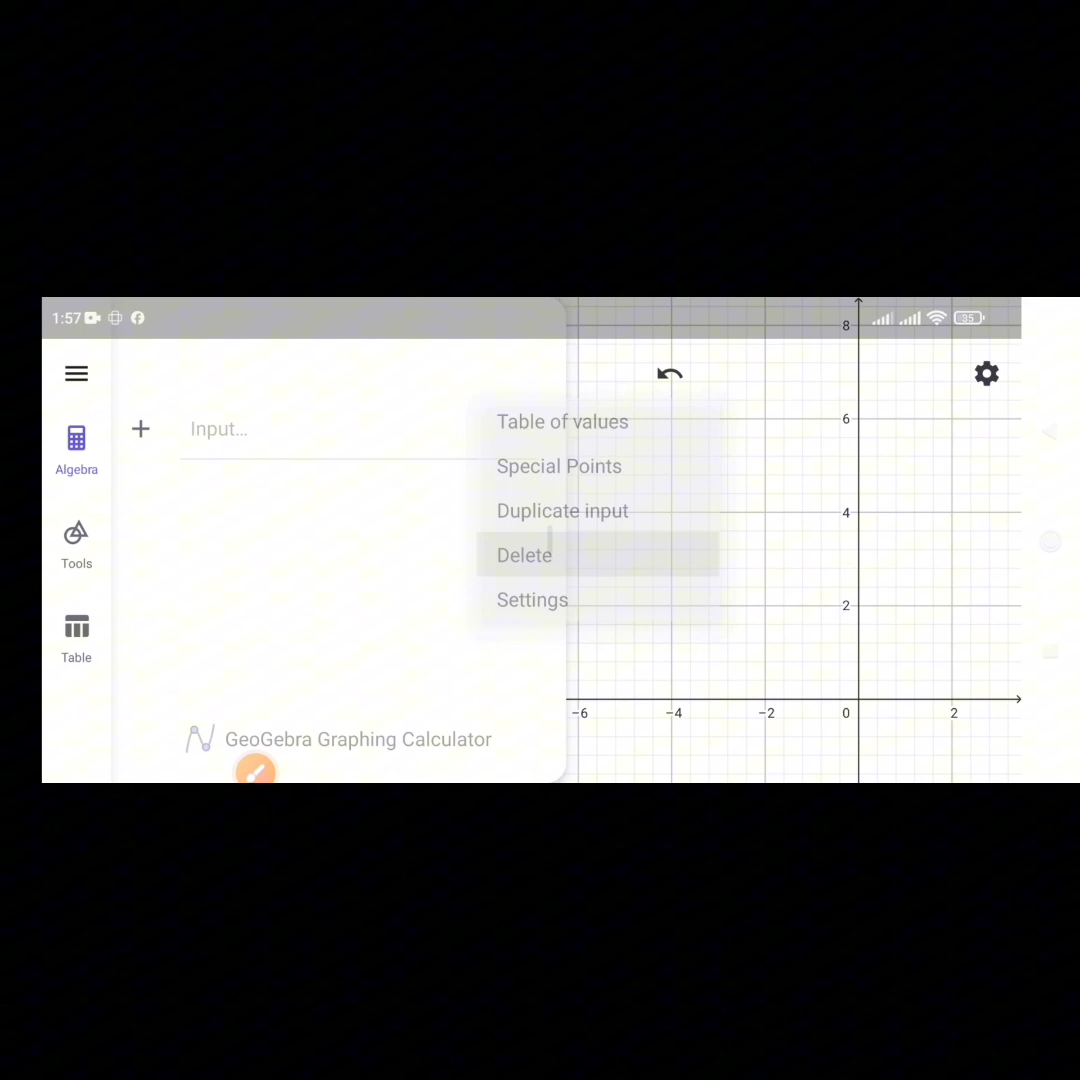 1:57
35
Algebra
Tools
Table
+ Input...
Table of values
Special Points
Duplicate input
Delete
Settings
GeoGebra Graphing Calculator
8
6
4
2
−6 −4 −2 0 2